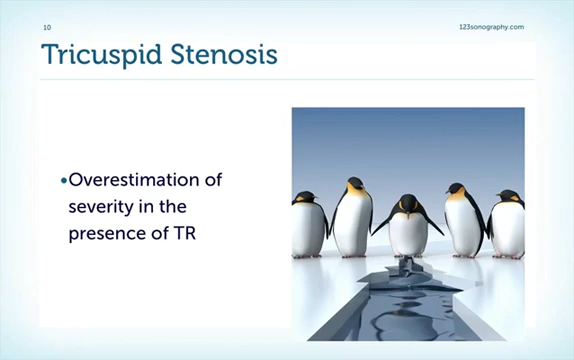 10
123sonography.com
Tricuspid Stenosis
•Overestimation of
severity in the
presence of TR